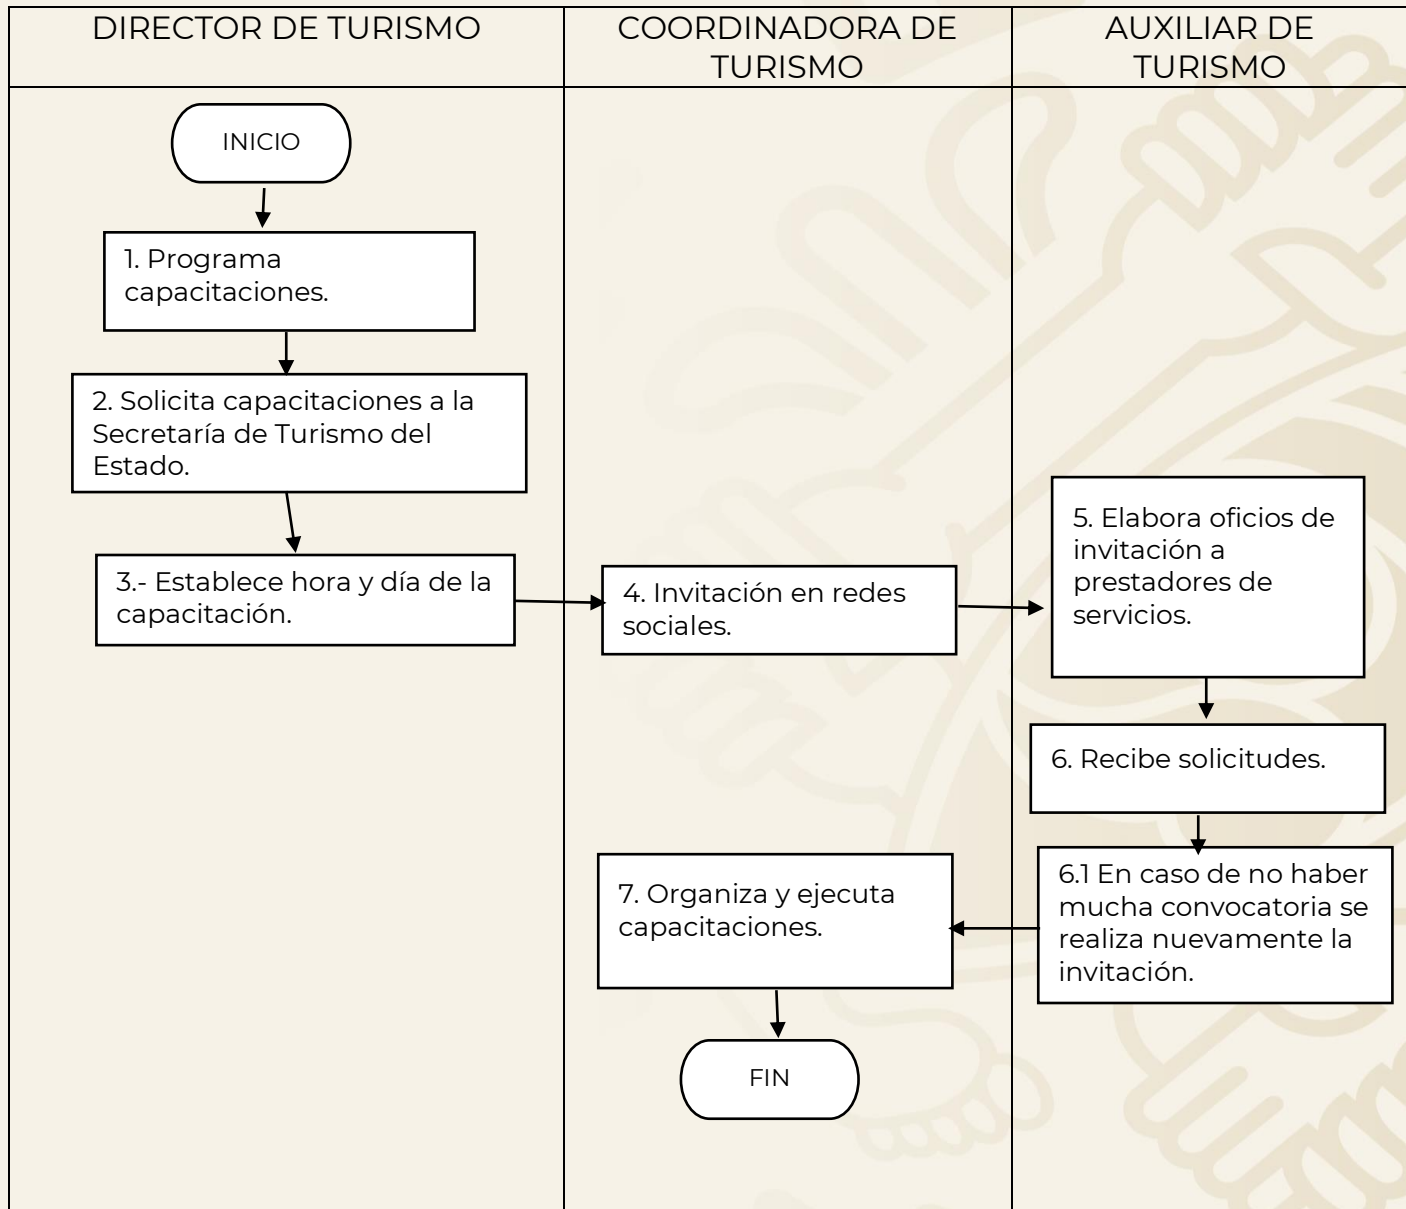 DIRECTOR DE TURISMO
COORDINADORA DE
TURISMO
AUXILIAR DE
TURISMO
INICIO
1. Programa
capacitaciones.
2. Solicita capacitaciones a la
Secretaría de Turismo del
Estado.
3.- Establece hora y día de la
capacitación.
4. Invitación en redes
sociales.
5. Elabora oficios de
invitación a
prestadores de
servicios.
6. Recibe solicitudes.
6.1 En caso de no haber
mucha convocatoria se
realiza nuevamente la
invitación.
7. Organiza y ejecuta
capacitaciones.
FIN